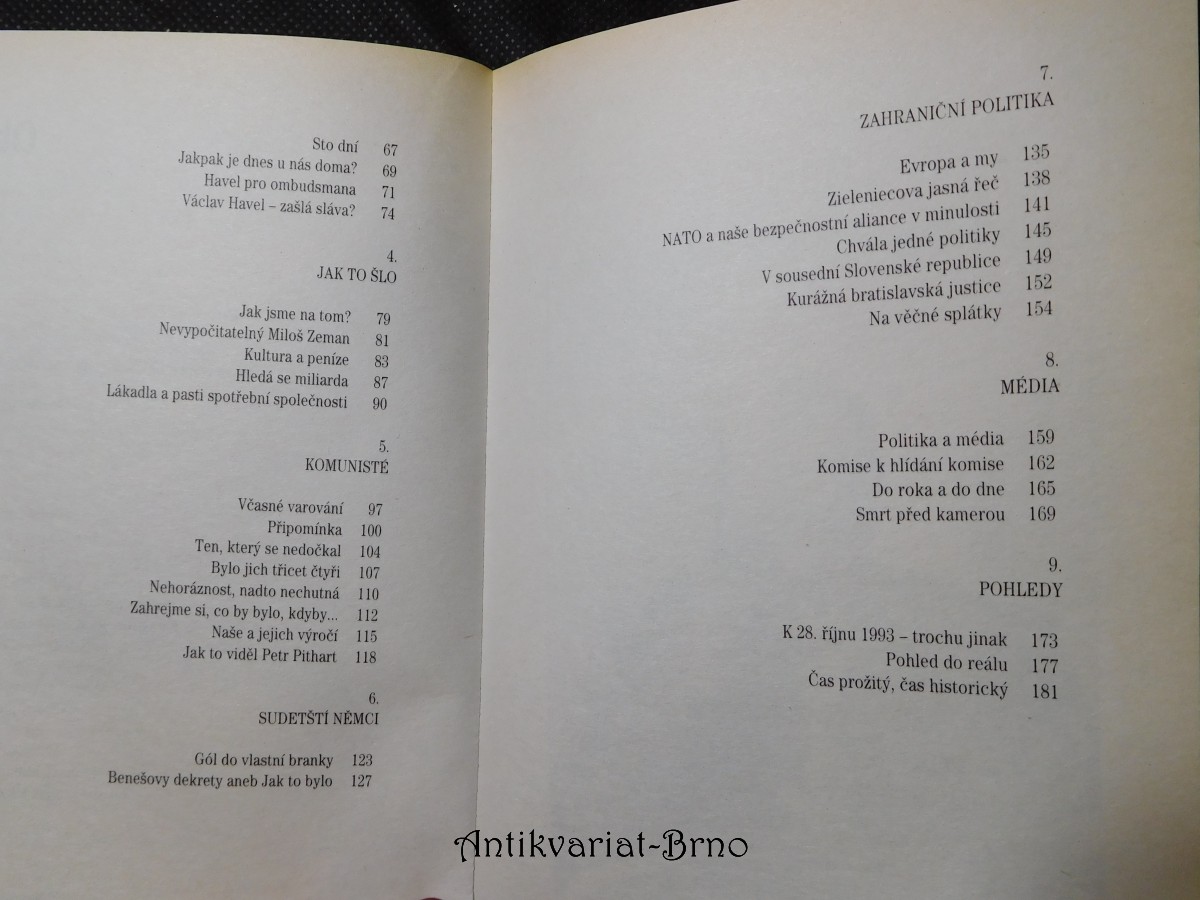 Sto dní 67
Jakpak je dnes u nás doma? 69
Havel pro ombudsmana 71
Václav Havel – zašlá sláva? 74
4.
JAK TO ŠLO
Jak jsme na tom? 79
Nevypočitatelný Miloš Zeman 81
Kultura a peníze 83
Hledá se miliarda 87
Lákadla a pasti spotřební společnosti 90
5.
KOMUNISTÉ
Včasné varování 97
Připomínka 100
Ten, který se nedočkal 104
Bylo jich třicet čtyři 107
Nehoráznost, nadto nechutná 110
Zahrejme si, co by bylo, kdyby... 112
Naše a jejich výročí 115
Jak to viděl Petr Pithart 118
6.
SUDETŠTÍ NĚMCI
Gól do vlastní branky 123
Benešovy dekrety aneb Jak to bylo 127
7.
ZAHRANIČNÍ POLITIKA
Evropa a my 135
Zieleniecova jasná řeč 138
NATO a naše bezpečnostní aliance v minulosti 141
Chvála jedné politiky 145
V sousední Slovenské republice 149
Kurážná bratislavská justice 152
Na věčné splátky 154
8.
MÉDIA
Politika a média 159
Komise k hlídání komise 162
Do roka a do dne 165
Smrt před kamerou 169
9.
POHLEDY
K 28. říjnu 1993 – trochu jinak 173
Pohled do reálu 177
Čas prožitý, čas historický 181
Antikvariat-Brno